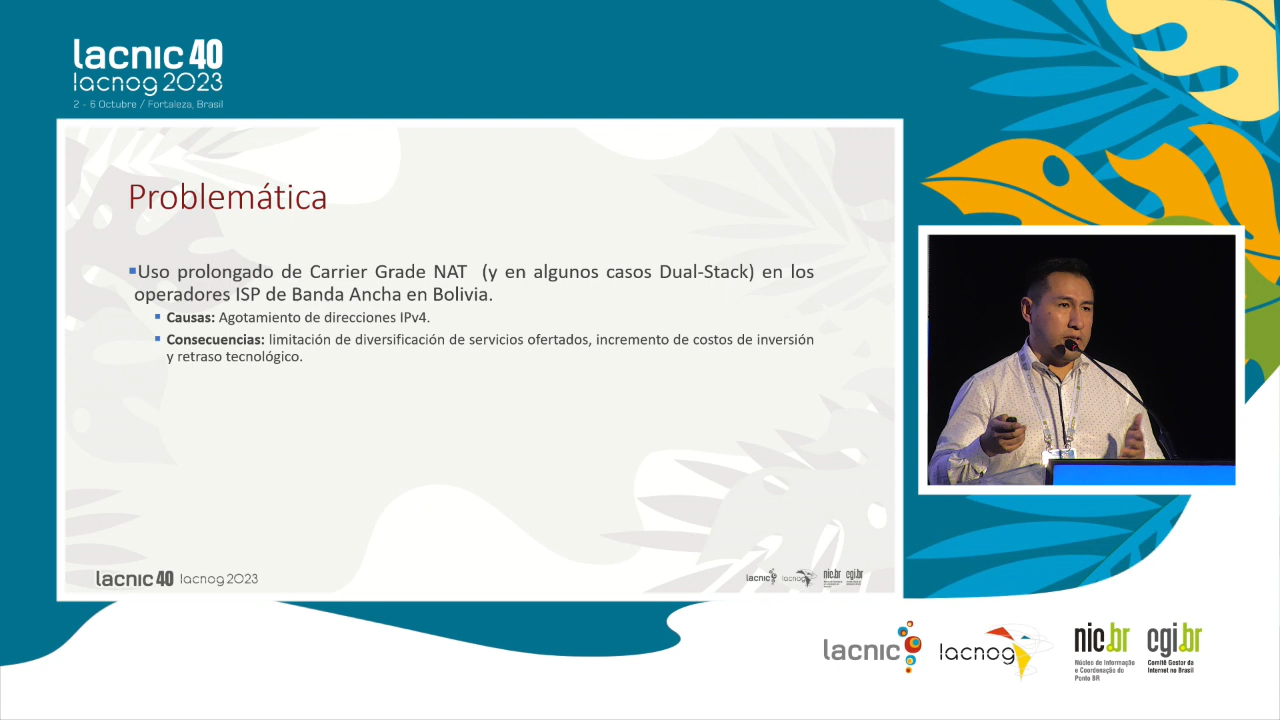 lacnic 40
lacnog 2023
2 - 6 Octubre / Fortaleza, Brasil
Problemática
Uso prolongado de Carrier Grade NAT (y en algunos casos Dual-Stack) en los
operadores ISP de Banda Ancha en Bolivia.
Causas: Agotamiento de direcciones IPv4.
Consecuencias: limitación de diversificación de servicios ofertados, incremento de costos de inversión
y retraso tecnológico.
lacnic 40 lacnog 2023
lacnic lacnog nic.br cgi.br
lacnic lacnog nic.br cgi.br
Núcleo de Informação
e Coordenação do
Ponto BR
Comitê Gestor da
Internet no Brasil